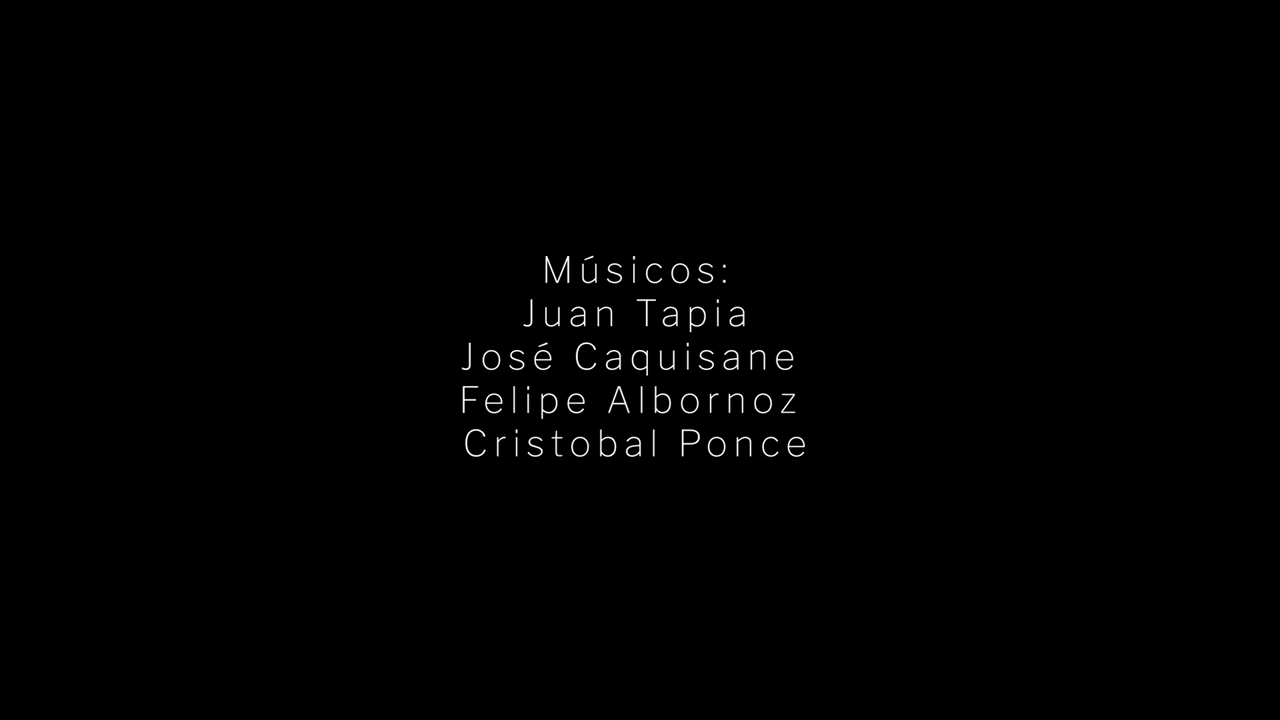 Músicos:
Juan Tapia
José Caquisane
Felipe Albornoz
Cristobal Ponce